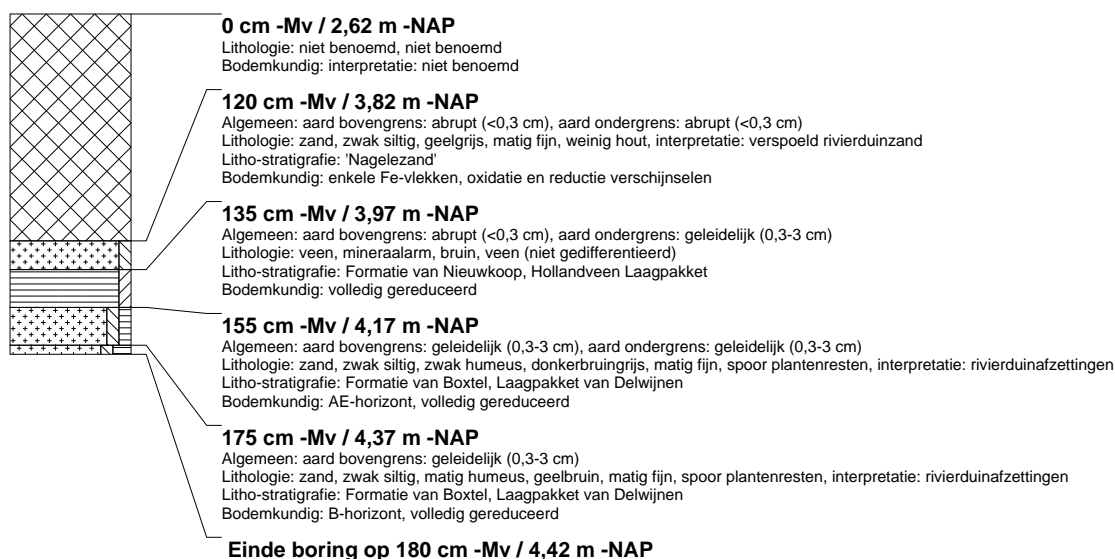 0 cm -Mv / 2,62 m -NAP
Lithologie: niet benoemd, niet benoemd
Bodemkundig: interpretatie: niet benoemd
120 cm -Mv / 3,82 m -NAP
Algemeen: aard bovengrens: abrupt (<0,3 cm), aard ondergrens: abrupt (<0,3 cm)
Lithologie: zand, zwak siltig, geelgrijs, matig fijn, weinig hout, interpretatie: verspoeld rivierduinzand
Litho-stratigrafie: 'Nagelezand'
Bodemkundig: enkele Fe-vlekken, oxidatie en reductie verschijnselen
135 cm -Mv / 3,97 m -NAP
Algemeen: aard bovengrens: abrupt (<0,3 cm), aard ondergrens: geleidelijk (0,3-3 cm)
Lithologie: veen, mineraalarm, bruin, veen (niet gedifferentieerd)
Litho-stratigrafie: Formatie van Nieuwkoop, Hollandveen Laagpakket
Bodemkundig: volledig gereduceerd
155 cm -Mv / 4,17 m -NAP
Algemeen: aard bovengrens: geleidelijk (0,3-3 cm), aard ondergrens: geleidelijk (0,3-3 cm)
Lithologie: zand, zwak siltig, zwak humeus, donkerbruingrijs, matig fijn, spoor plantenresten, interpretatie: rivierduinafzettingen
Litho-stratigrafie: Formatie van Boxtel, Laagpakket van Delwijnen
Bodemkundig: AE-horizont, volledig gereduceerd
175 cm -Mv / 4,37 m -NAP
Algemeen: aard bovengrens: geleidelijk (0,3-3 cm)
Lithologie: zand, zwak siltig, matig humeus, geelbruin, matig fijn, spoor plantenresten, interpretatie: rivierduinafzettingen
Litho-stratigrafie: Formatie van Boxtel, Laagpakket van Delwijnen
Bodemkundig: B-horizont, volledig gereduceerd
Einde boring op 180 cm -Mv / 4,42 m -NAP